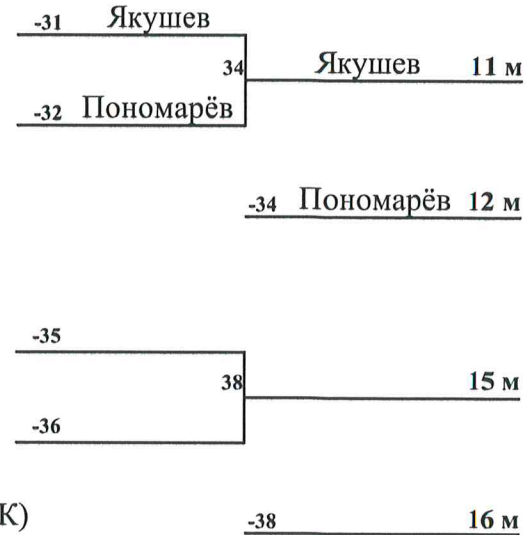 -31 Якушев
34 Якушев 11 м
-32 Пономарёв
-34 Пономарёв 12 м
-35
38 15 м
-36
К) -38 16 м